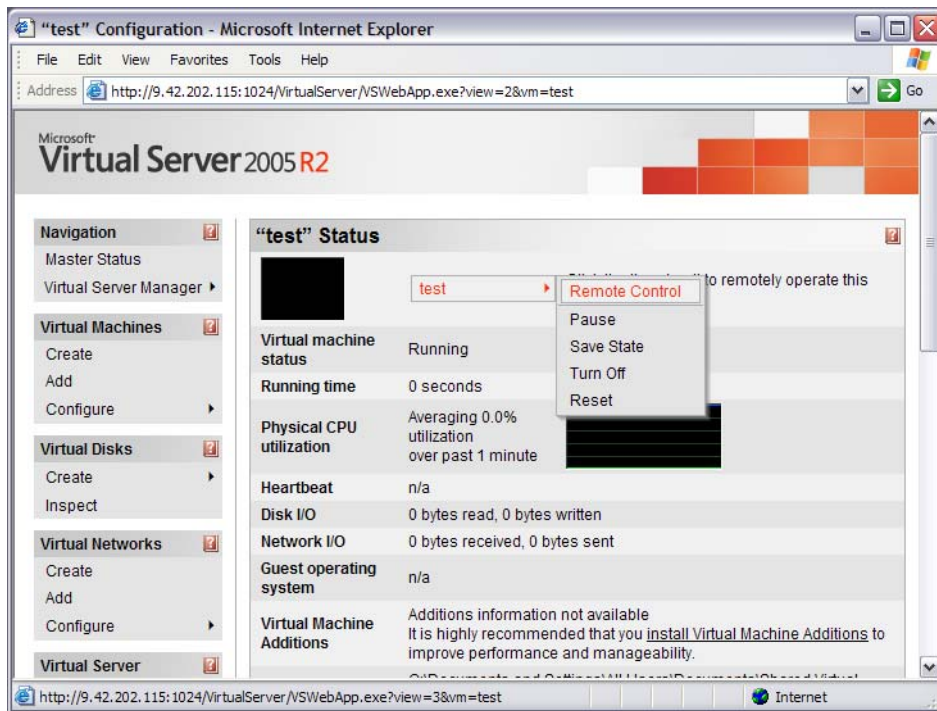 “test” Configuration - Microsoft Internet Explorer
File Edit View Favorites Tools Help
Address http://9.42.202.115:1024/VirtualServer/VSWebApp.exe?view=2&vm=test Go
Microsoft
Virtual Server 2005 R2
Navigation
Master Status
Virtual Server Manager
Virtual Machines
Create
Add
Configure
Virtual Disks
Create
Inspect
Virtual Networks
Create
Add
Configure
Virtual Server
“test” Status
test
to remotely operate this
Remote Control
Pause
Save State
Turn Off
Reset
Virtual machine
status
Running
Running time 0 seconds
Physical CPU
utilization
Averaging 0.0%
utilization
over past 1 minute
Heartbeat n/a
Disk I/O 0 bytes read, 0 bytes written
Network I/O 0 bytes received, 0 bytes sent
Guest operating
system
n/a
Virtual Machine
Additions
Additions information not available
It is highly recommended that you install Virtual Machine Additions to
improve performance and manageability.
http://9.42.202.115:1024/VirtualServer/VSWebApp.exe?view=3&vm=test
Internet